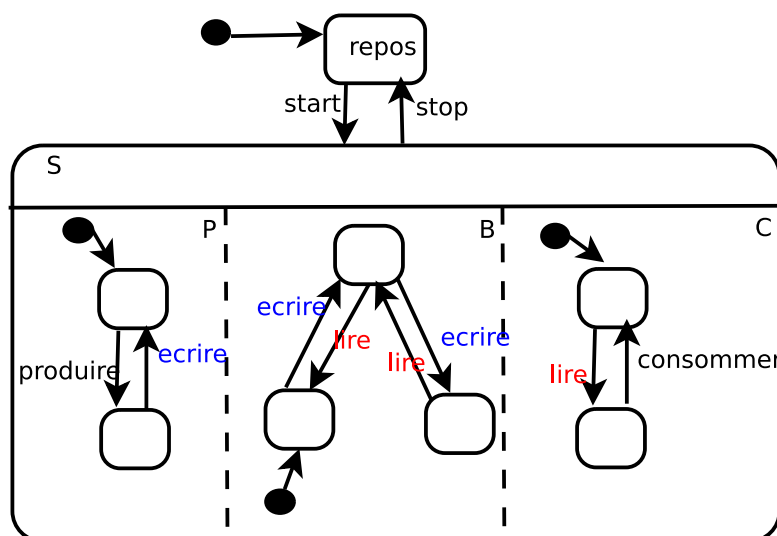 repos
start
stop
S
P
B
C
ecrire
produire
ecrire
lire
lire
ecrire
lire
consommer